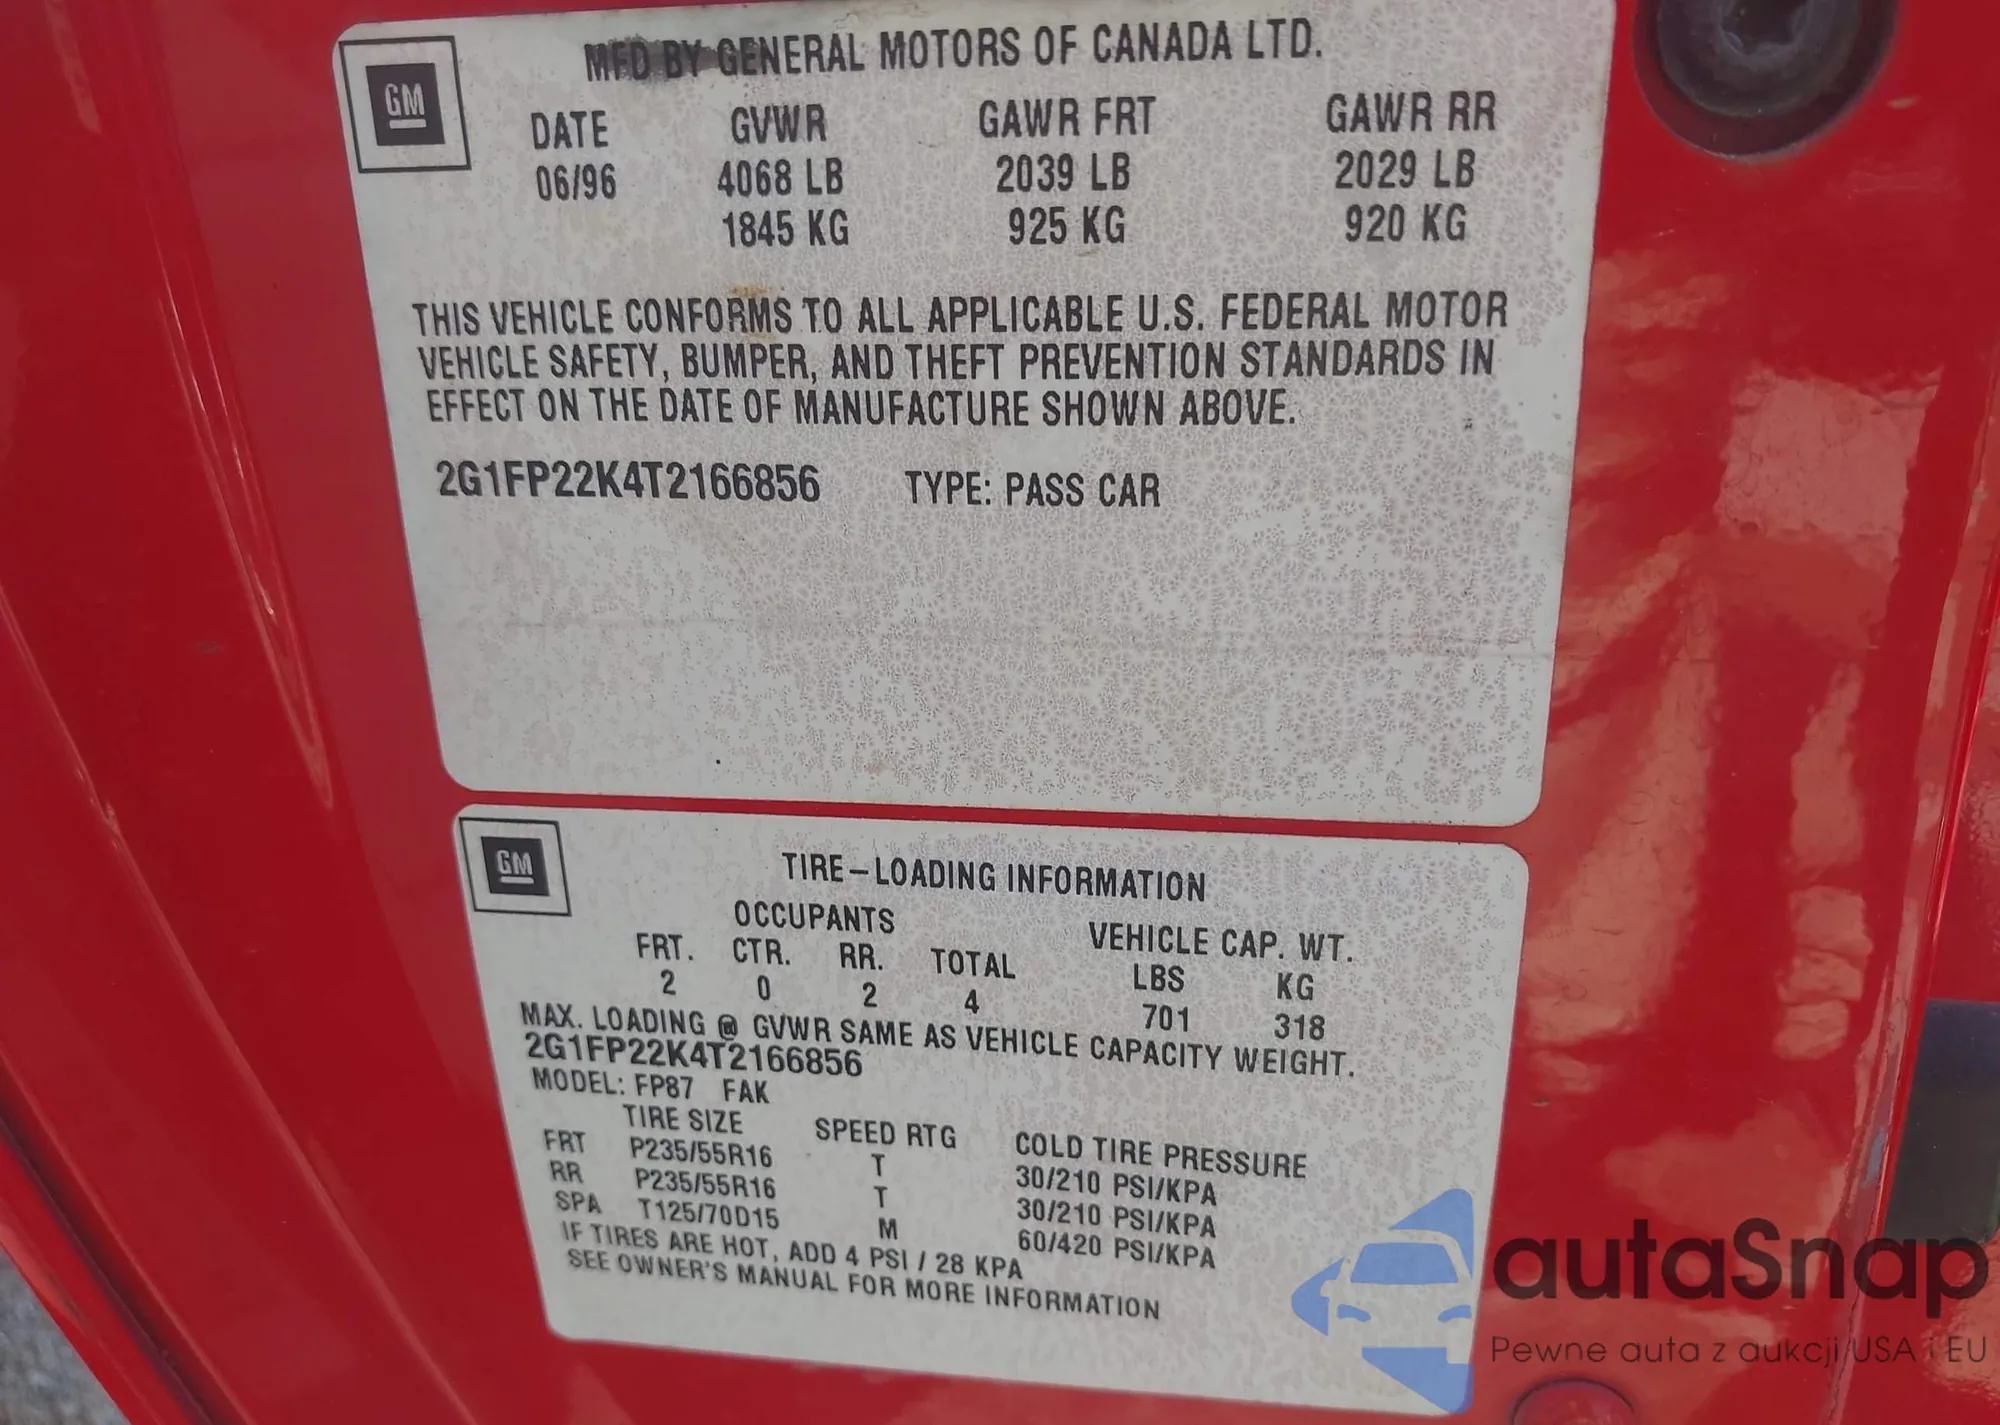 GM
MFD BY GENERAL MOTORS OF CANADA LTD.
DATE GVWR GAWR FRT GAWR RR
06/96 4068 LB 2039 LB 2029 LB
1845 KG 925 KG 920 KG
THIS VEHICLE CONFORMS TO ALL APPLICABLE U.S. FEDERAL MOTOR
VEHICLE SAFETY, BUMPER, AND THEFT PREVENTION STANDARDS IN
EFFECT ON THE DATE OF MANUFACTURE SHOWN ABOVE.
2G1FP22K4T2166856 TYPE: PASS CAR
GM
TIRE-LOADING INFORMATION
OCCUPANTS VEHICLE CAP. WT.
FRT. CTR. RR. TOTAL LBS KG
2 0 2 4 701 318
MAX. LOADING @ GVWR SAME AS VEHICLE CAPACITY WEIGHT.
2G1FP22K4T2166856
MODEL: FP87 FAK
TIRE SIZE SPEED RTG COLD TIRE PRESSURE
FRT P235/55R16 T 30/210 PSI/KPA
RR P235/55R16 T 30/210 PSI/KPA
SPA T125/70D15 M 60/420 PSI/KPA
IF TIRES ARE HOT, ADD 4 PSI / 28 KPA
SEE OWNER'S MANUAL FOR MORE INFORMATION
autaSnap
Pewne auta z aukcji USA i EU